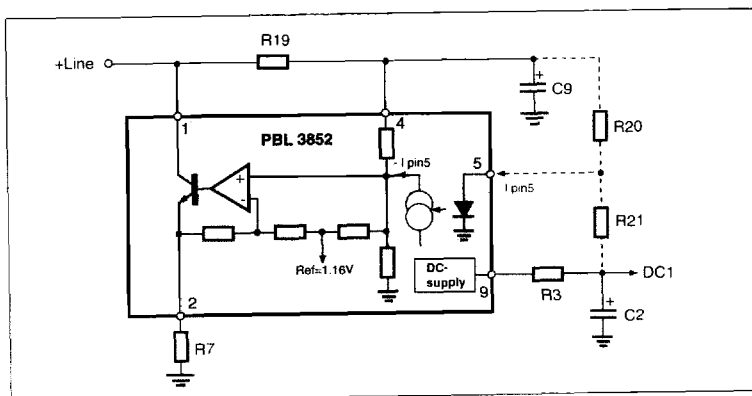 R19
+Line
+
C9
1
4
PBL 3852
R20
- I pin5
5
I pin5
+
-
R21
Ref=1.16V
DC-
supply
9
R3
DC1
2
+
C2
R7